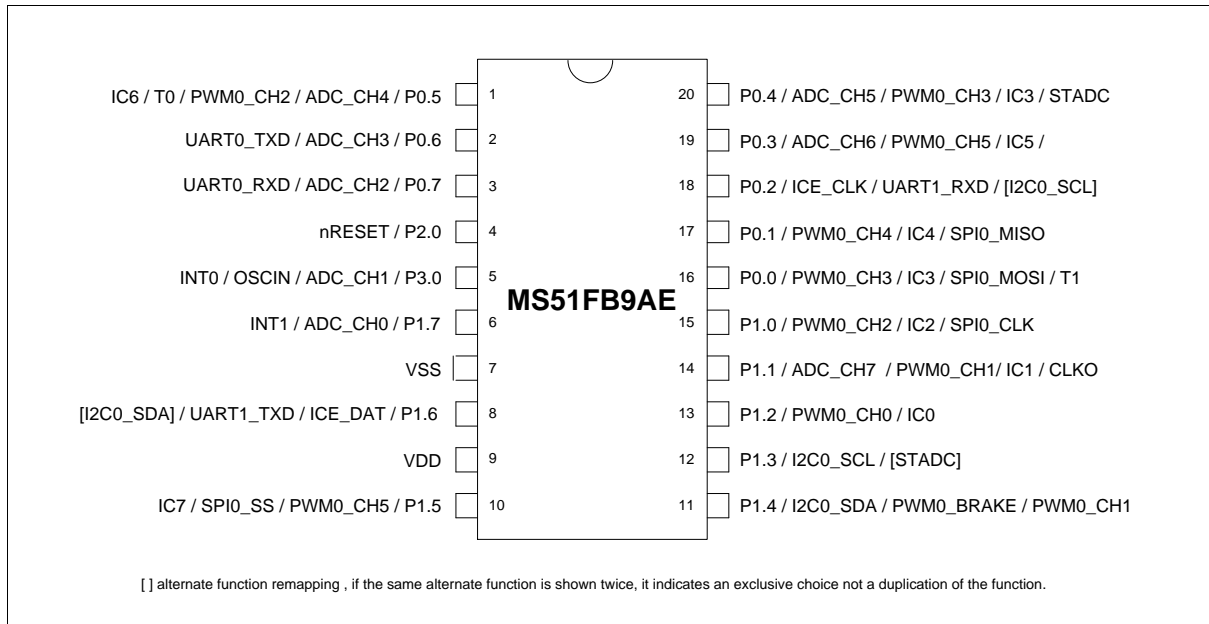 IC6 / T0 / PWM0_CH2 / ADC_CH4 / P0.5 1 20 P0.4 / ADC_CH5 / PWM0_CH3 / IC3 / STADC
UART0_TXD / ADC_CH3 / P0.6 2 19 P0.3 / ADC_CH6 / PWM0_CH5 / IC5 /
UART0_RXD / ADC_CH2 / P0.7 3 18 P0.2 / ICE_CLK / UART1_RXD / [I2C0_SCL]
nRESET / P2.0 4 17 P0.1 / PWM0_CH4 / IC4 / SPI0_MISO
INT0 / OSCIN / ADC_CH1 / P3.0 5 16 P0.0 / PWM0_CH3 / IC3 / SPI0_MOSI / T1
MS51FB9AE
INT1 / ADC_CH0 / P1.7 6 15 P1.0 / PWM0_CH2 / IC2 / SPI0_CLK
VSS 7 14 P1.1 / ADC_CH7 / PWM0_CH1/ IC1 / CLKO
[I2C0_SDA] / UART1_TXD / ICE_DAT / P1.6 8 13 P1.2 / PWM0_CH0 / IC0
VDD 9 12 P1.3 / I2C0_SCL / [STADC]
IC7 / SPI0_SS / PWM0_CH5 / P1.5 10 11 P1.4 / I2C0_SDA / PWM0_BRAKE / PWM0_CH1
[ ] alternate function remapping , if the same alternate function is shown twice, it indicates an exclusive choice not a duplication of the function.